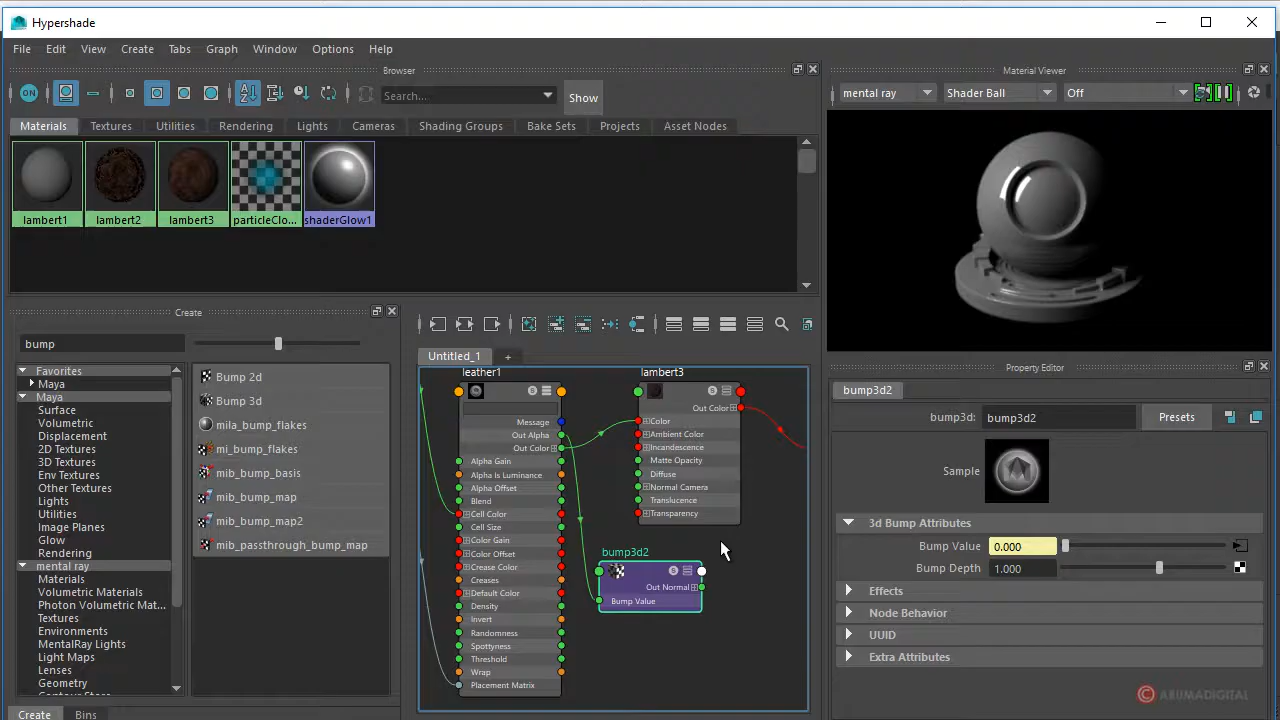 Hypershade
File Edit View Create Tabs Graph Window Options Help
Browser
ON
Search...
Show
Materials Textures Utilities Rendering Lights Cameras Shading Groups Bake Sets Projects Asset Nodes
lambert1 lambert2 lambert3 particleClo... shaderGlow1
Material Viewer
mental ray Shader Ball Off
Create
bump
Favorites
Maya
Maya
Surface
Volumetric
Displacement
2D Textures
3D Textures
Env Textures
Other Textures
Lights
Utilities
Image Planes
Glow
Rendering
mental ray
Materials
Volumetric Materials
Photon Volumetric Mat...
Textures
Environments
MentalRay Lights
Light Maps
Lenses
Geometry
Contour Store
Bump 2d
Bump 3d
mila_bump_flakes
mi_bump_flakes
mib_bump_basis
mib_bump_map
mib_bump_map2
mib_passthrough_bump_map
Create Bins
Untitled_1 +
leather1
S
Message
Out Alpha
Out Color
Alpha Gain
Alpha Is Luminance
Alpha Offset
Blend
Cell Color
Cell Size
Color Gain
Color Offset
Crease Color
Creases
Default Color
Density
Invert
Randomness
Spottyness
Threshold
Wrap
Placement Matrix
lambert3
S
Out Color
Color
Ambient Color
Incandescence
Matte Opacity
Diffuse
Normal Camera
Translucence
Transparency
bump3d2
S
Out Normal
Bump Value
Property Editor
bump3d2
bump3d: bump3d2 Presets
Sample
3d Bump Attributes
Bump Value 0.000
Bump Depth 1.000
Effects
Node Behavior
UUID
Extra Attributes
© ABUMADIGITAL